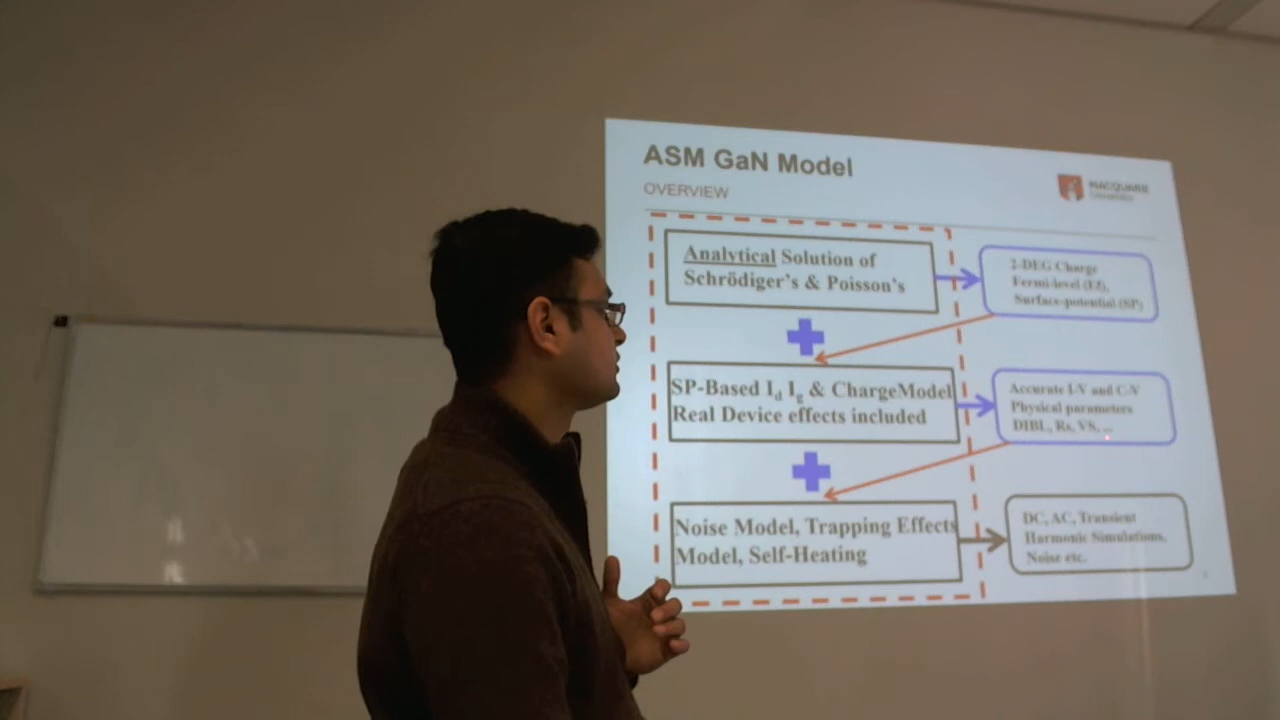 ASM GaN Model
OVERVIEW
MACQUARIE
University
Analytical Solution of
Schrödiger's & Poisson's
2-DEG Charge
Fermi-level (Ef),
Surface-potential (SP)
SP-Based Id Ig & ChargeModel
Real Device effects included
Accurate I-V and C-V
Physical parameters
DIBL, Rs, VS, ...
Noise Model, Trapping Effects
Model, Self-Heating
DC, AC, Transient
Harmonic Simulations,
Noise etc.